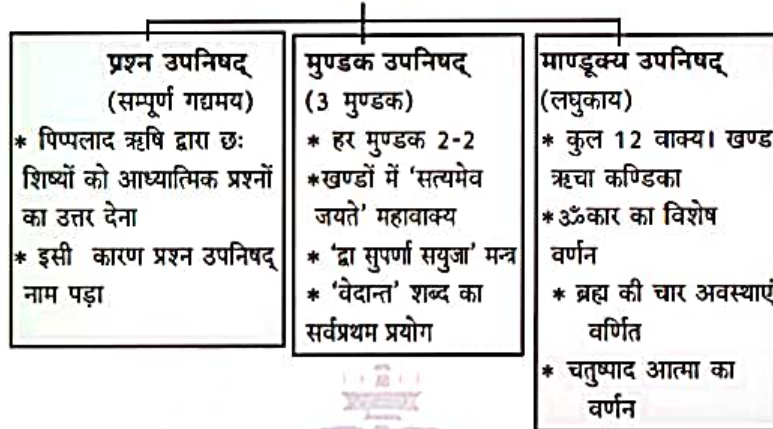 प्रश्न उपनिषद्
(सम्पूर्ण गद्यमय)
* पिप्पलाद ऋषि द्वारा छः
शिष्यों को आध्यात्मिक प्रश्नों
का उत्तर देना
* इसी कारण प्रश्न उपनिषद्
नाम पड़ा
मुण्डक उपनिषद्
(3 मुण्डक)
* हर मुण्डक 2-2
*खण्डों में 'सत्यमेव
जयते' महावाक्य
* 'द्वा सुपर्णा सयुजा' मन्त्र
* 'वेदान्त' शब्द का
सर्वप्रथम प्रयोग
माण्डूक्य उपनिषद्
(लघुकाय)
* कुल 12 वाक्य। खण्ड
ऋचा कण्डिका
*ॐकार का विशेष
वर्णन
* ब्रह्म की चार अवस्थाएं
वर्णित
* चतुष्पाद आत्मा का
वर्णन